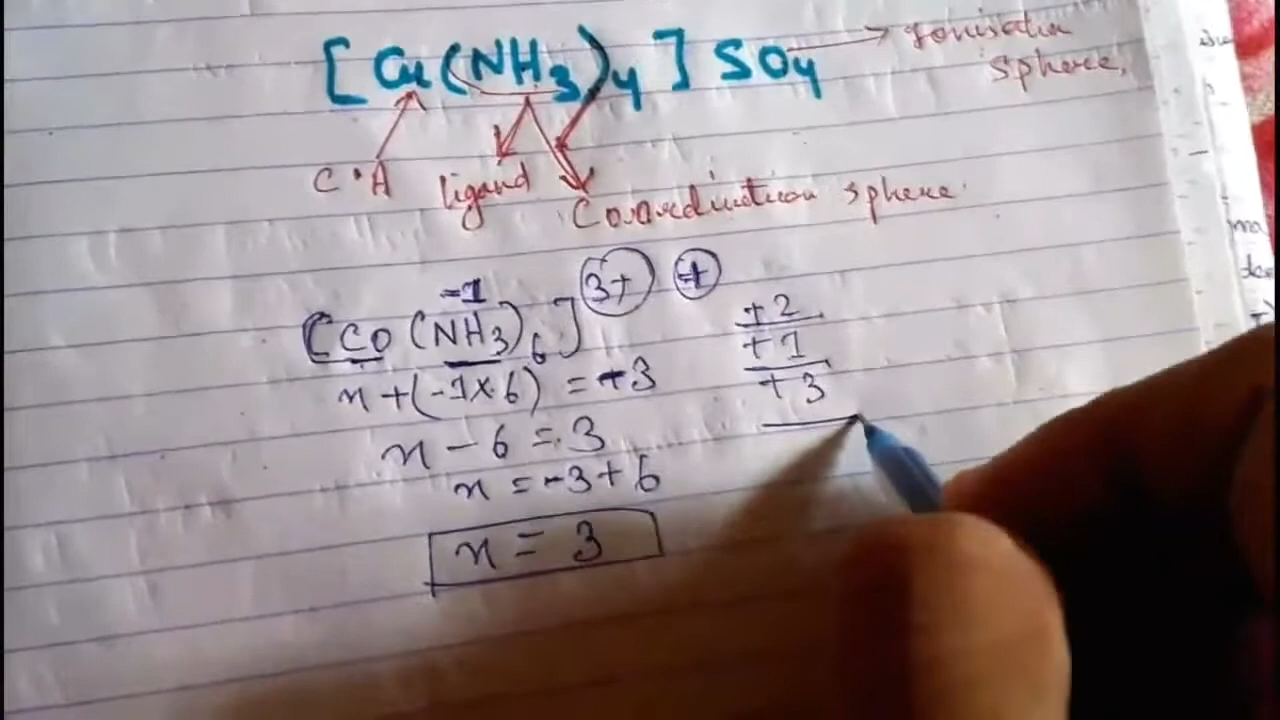 [Cu(NH3)4]SO4 → Ionisation
sphere,
C.A ligand
Coordination sphere
-1 3+ +
[CO(NH3)6]
+2
+1
+3
x+(-1x6) = +3
x - 6 = 3
x = -3+6
x = 3